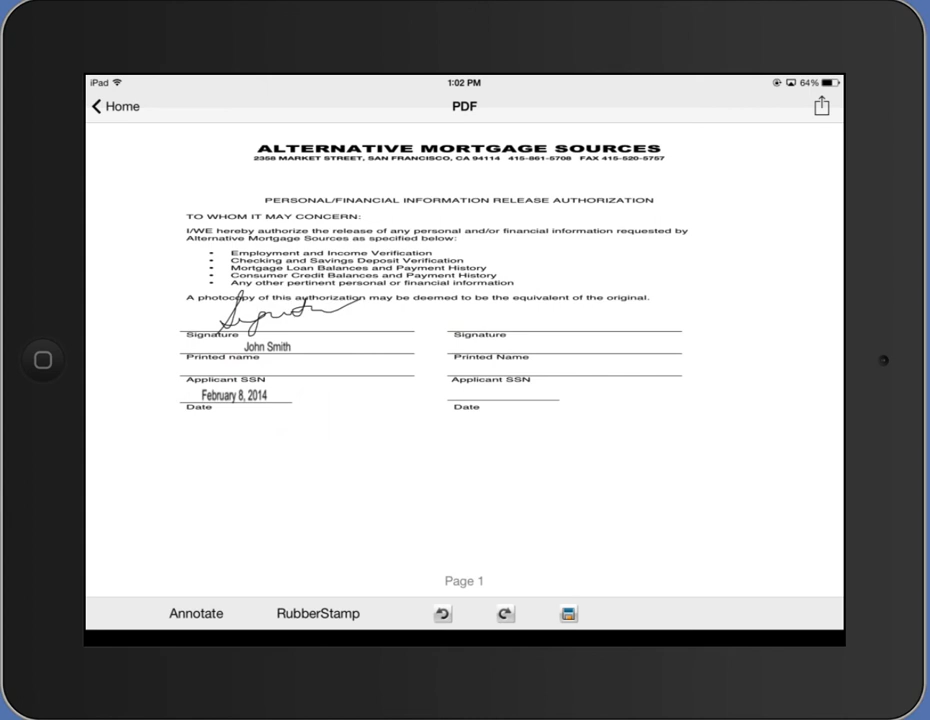 iPad 1:02 PM 64%
Home PDF
ALTERNATIVE MORTGAGE SOURCES
2358 MARKET STREET, SAN FRANCISCO, CA 94114 415-861-5708 FAX 415-520-5757
PERSONAL/FINANCIAL INFORMATION RELEASE AUTHORIZATION
TO WHOM IT MAY CONCERN:
I/WE hereby authorize the release of any personal and/or financial information requested by
Alternative Mortgage Sources as specified below:
- Employment and Income Verification
- Checking and Savings Deposit Verification
- Mortgage Loan Balances and Payment History
- Consumer Credit Balances and Payment History
- Any other pertinent personal or financial information
A photocopy of this authorization may be deemed to be the equivalent of the original.
Signature Signature
John Smith
Printed name Printed Name
Applicant SSN Applicant SSN
February 8, 2014
Date Date
Page 1
Annotate RubberStamp